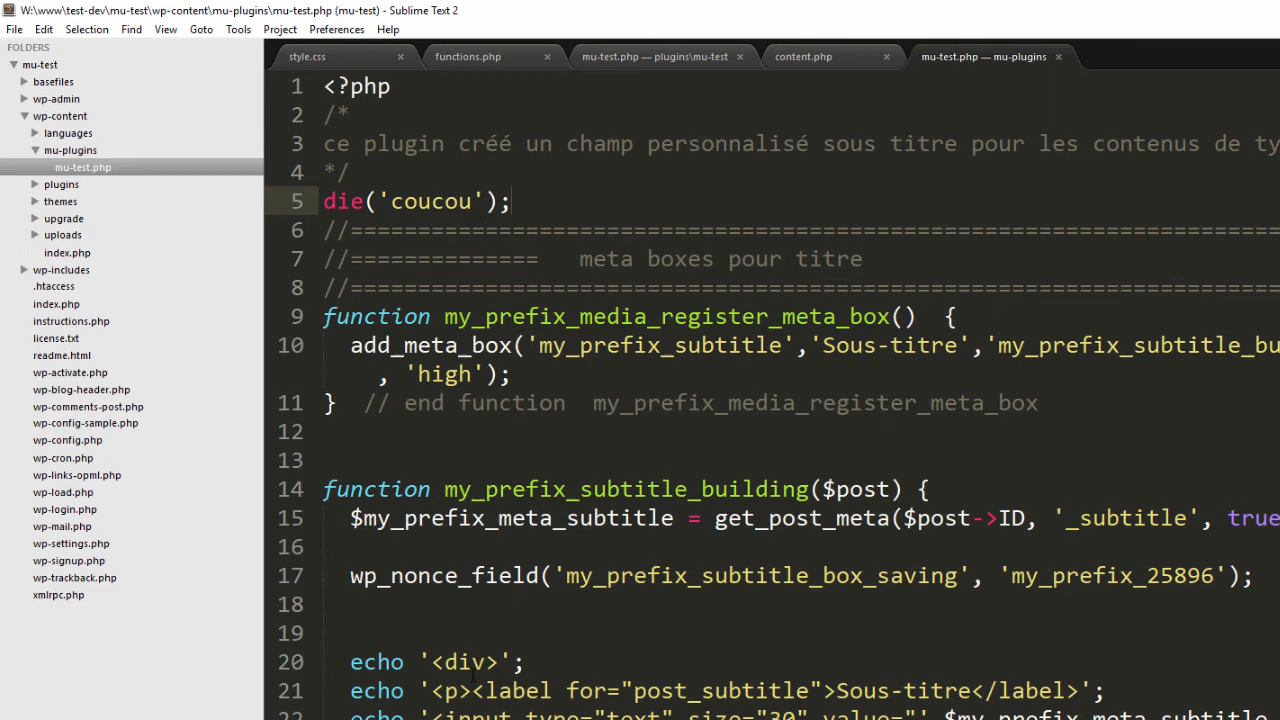 W:\www\test-dev\mu-test\wp-content\mu-plugins\mu-test.php (mu-test) - Sublime Text 2
File Edit Selection Find View Goto Tools Project Preferences Help
FOLDERS
mu-test
basefiles
wp-admin
wp-content
languages
mu-plugins
mu-test.php
plugins
themes
upgrade
uploads
index.php
wp-includes
.htaccess
index.php
instructions.php
license.txt
readme.html
wp-activate.php
wp-blog-header.php
wp-comments-post.php
wp-config-sample.php
wp-config.php
wp-cron.php
wp-links-opml.php
wp-load.php
wp-login.php
wp-mail.php
wp-settings.php
wp-signup.php
wp-trackback.php
xmlrpc.php
style.css × functions.php × mu-test.php — plugins\mu-test × content.php × mu-test.php — mu-plugins ×
1 <?php
2 /*
3 ce plugin créé un champ personnalisé sous titre pour les contenus de ty
4 */
5 die('coucou');
6 //=====================================================================
7 //============== meta boxes pour titre
8 //=====================================================================
9 function my_prefix_media_register_meta_box() {
10 add_meta_box('my_prefix_subtitle','Sous-titre','my_prefix_subtitle_bu
, 'high');
11 } // end function my_prefix_media_register_meta_box
12
13
14 function my_prefix_subtitle_building($post) {
15 $my_prefix_meta_subtitle = get_post_meta($post->ID, '_subtitle', true
16
17 wp_nonce_field('my_prefix_subtitle_box_saving', 'my_prefix_25896');
18
19
20 echo '<div>';
21 echo '<p><label for="post_subtitle">Sous-titre</label>';
22 echo '<input type="text" size="30" value="' $my_prefix_meta_subtitle